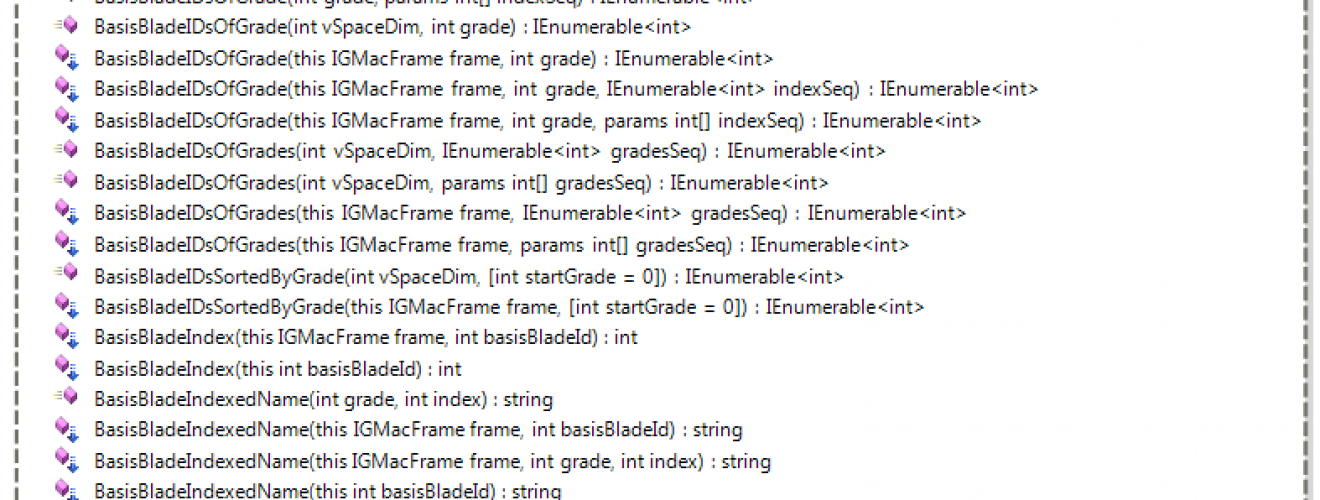 BasisBladeIDsOfGrade(int grade, params int[] indexSeq) : IEnumerable<int>
BasisBladeIDsOfGrade(int vSpaceDim, int grade) : IEnumerable<int>
BasisBladeIDsOfGrade(this IGMacFrame frame, int grade) : IEnumerable<int>
BasisBladeIDsOfGrade(this IGMacFrame frame, int grade, IEnumerable<int> indexSeq) : IEnumerable<int>
BasisBladeIDsOfGrade(this IGMacFrame frame, int grade, params int[] indexSeq) : IEnumerable<int>
BasisBladeIDsOfGrades(int vSpaceDim, IEnumerable<int> gradesSeq) : IEnumerable<int>
BasisBladeIDsOfGrades(int vSpaceDim, params int[] gradesSeq) : IEnumerable<int>
BasisBladeIDsOfGrades(this IGMacFrame frame, IEnumerable<int> gradesSeq) : IEnumerable<int>
BasisBladeIDsOfGrades(this IGMacFrame frame, params int[] gradesSeq) : IEnumerable<int>
BasisBladeIDsSortedByGrade(int vSpaceDim, [int startGrade = 0]) : IEnumerable<int>
BasisBladeIDsSortedByGrade(this IGMacFrame frame, [int startGrade = 0]) : IEnumerable<int>
BasisBladeIndex(this IGMacFrame frame, int basisBladeId) : int
BasisBladeIndex(this int basisBladeId) : int
BasisBladeIndexedName(int grade, int index) : string
BasisBladeIndexedName(this IGMacFrame frame, int basisBladeId) : string
BasisBladeIndexedName(this IGMacFrame frame, int grade, int index) : string
BasisBladeIndexedName(this int basisBladeId) : string